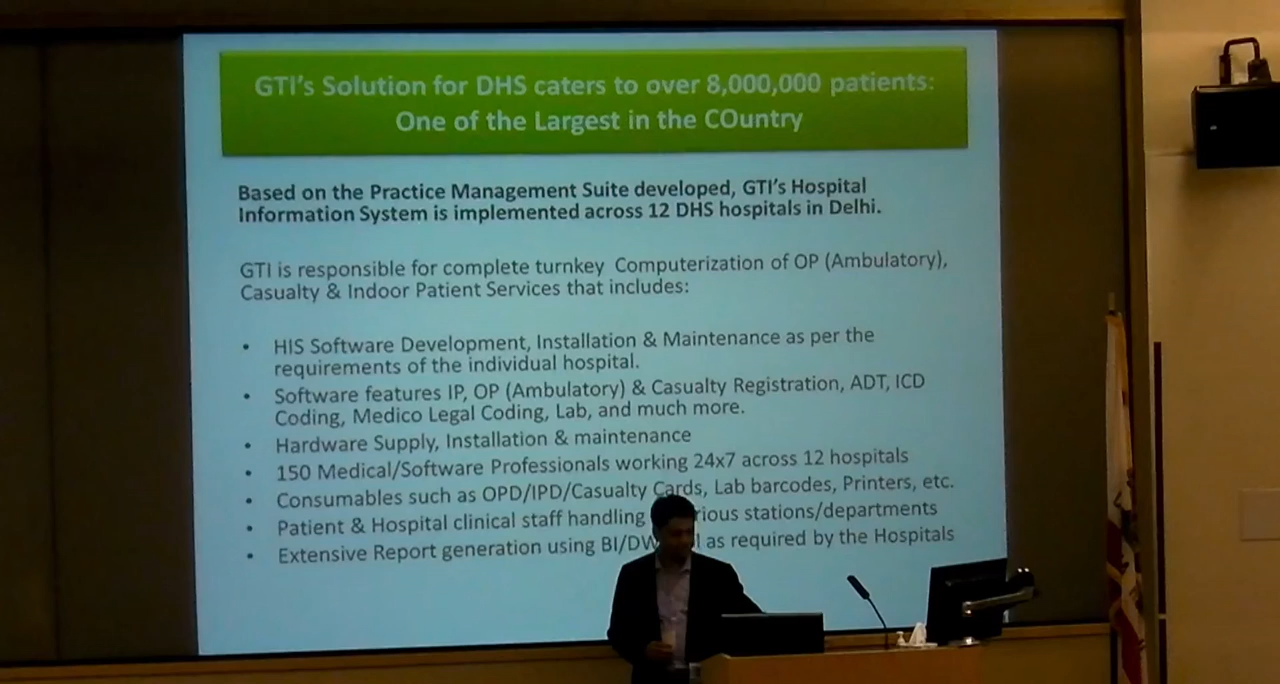 GTI's Solution for DHS caters to over 8,000,000 patients:
One of the Largest in the COuntry
Based on the Practice Management Suite developed, GTI's Hospital
Information System is implemented across 12 DHS hospitals in Delhi.
GTI is responsible for complete turnkey Computerization of OP (Ambulatory),
Casualty & Indoor Patient Services that includes:
• HIS Software Development, Installation & Maintenance as per the
requirements of the individual hospital.
• Software features IP, OP (Ambulatory) & Casualty Registration, ADT, ICD
Coding, Medico Legal Coding, Lab, and much more.
• Hardware Supply, Installation & maintenance
• 150 Medical/Software Professionals working 24x7 across 12 hospitals
• Consumables such as OPD/IPD/Casualty Cards, Lab barcodes, Printers, etc.
• Patient & Hospital clinical staff handling stations/departments
• Extensive Report generation using as required by the Hospitals